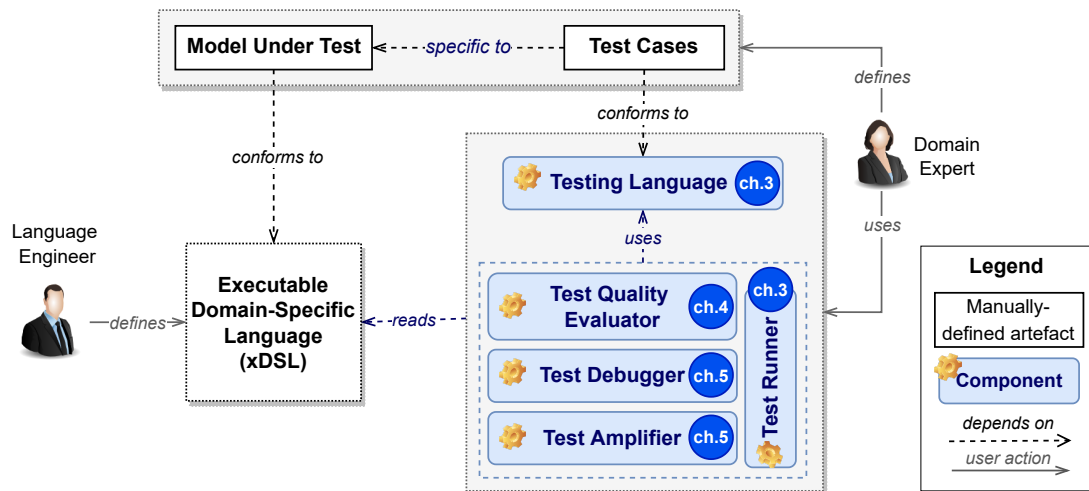 Model Under Test
specific to
Test Cases
defines
conforms to
conforms to
Domain
Expert
Testing Language
ch.3
uses
uses
Language
Engineer
Executable
Domain-Specific
Language
(xDSL)
defines
reads
Test Quality
Evaluator
ch.4
Test Debugger
ch.5
Test Amplifier
ch.5
ch.3
Test Runner
Legend
Manually-
defined artefact
Component
depends on
user action